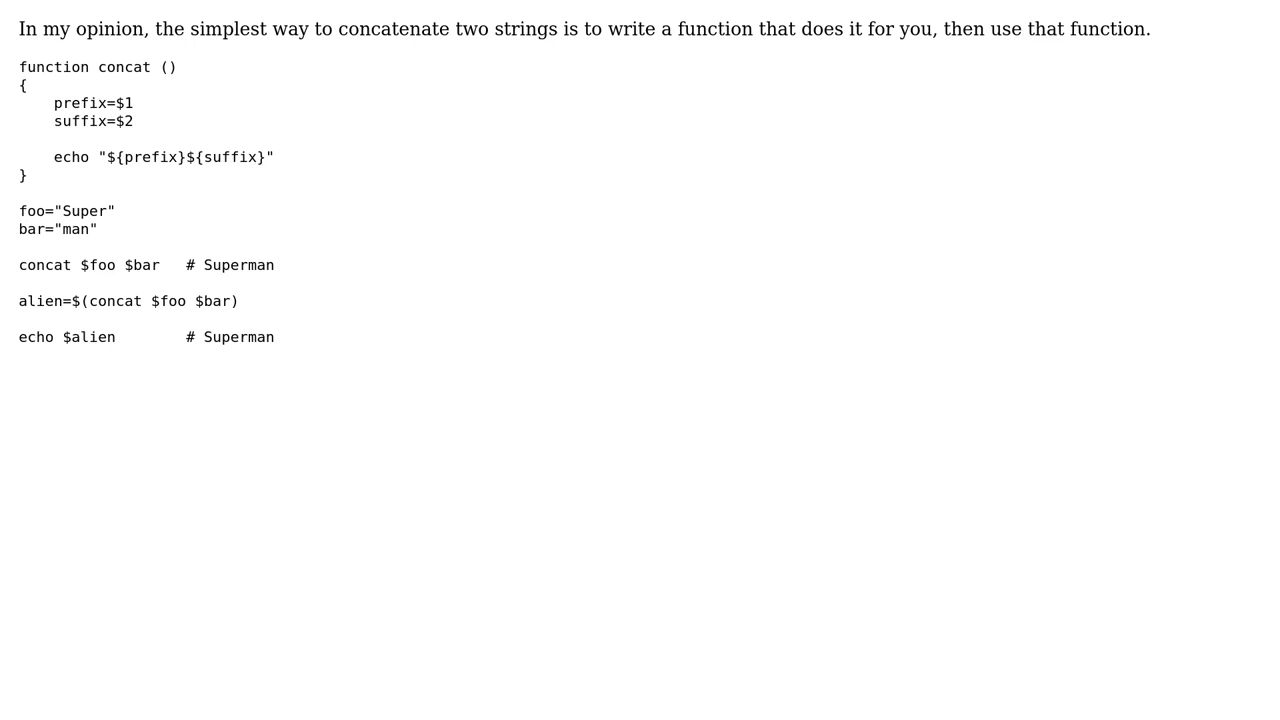 In my opinion, the simplest way to concatenate two strings is to write a function that does it for you, then use that function.
function concat ()
{
    prefix=$1
    suffix=$2

    echo "${prefix}${suffix}"
}

foo="Super"
bar="man"

concat $foo $bar   # Superman

alien=$(concat $foo $bar)

echo $alien        # Superman